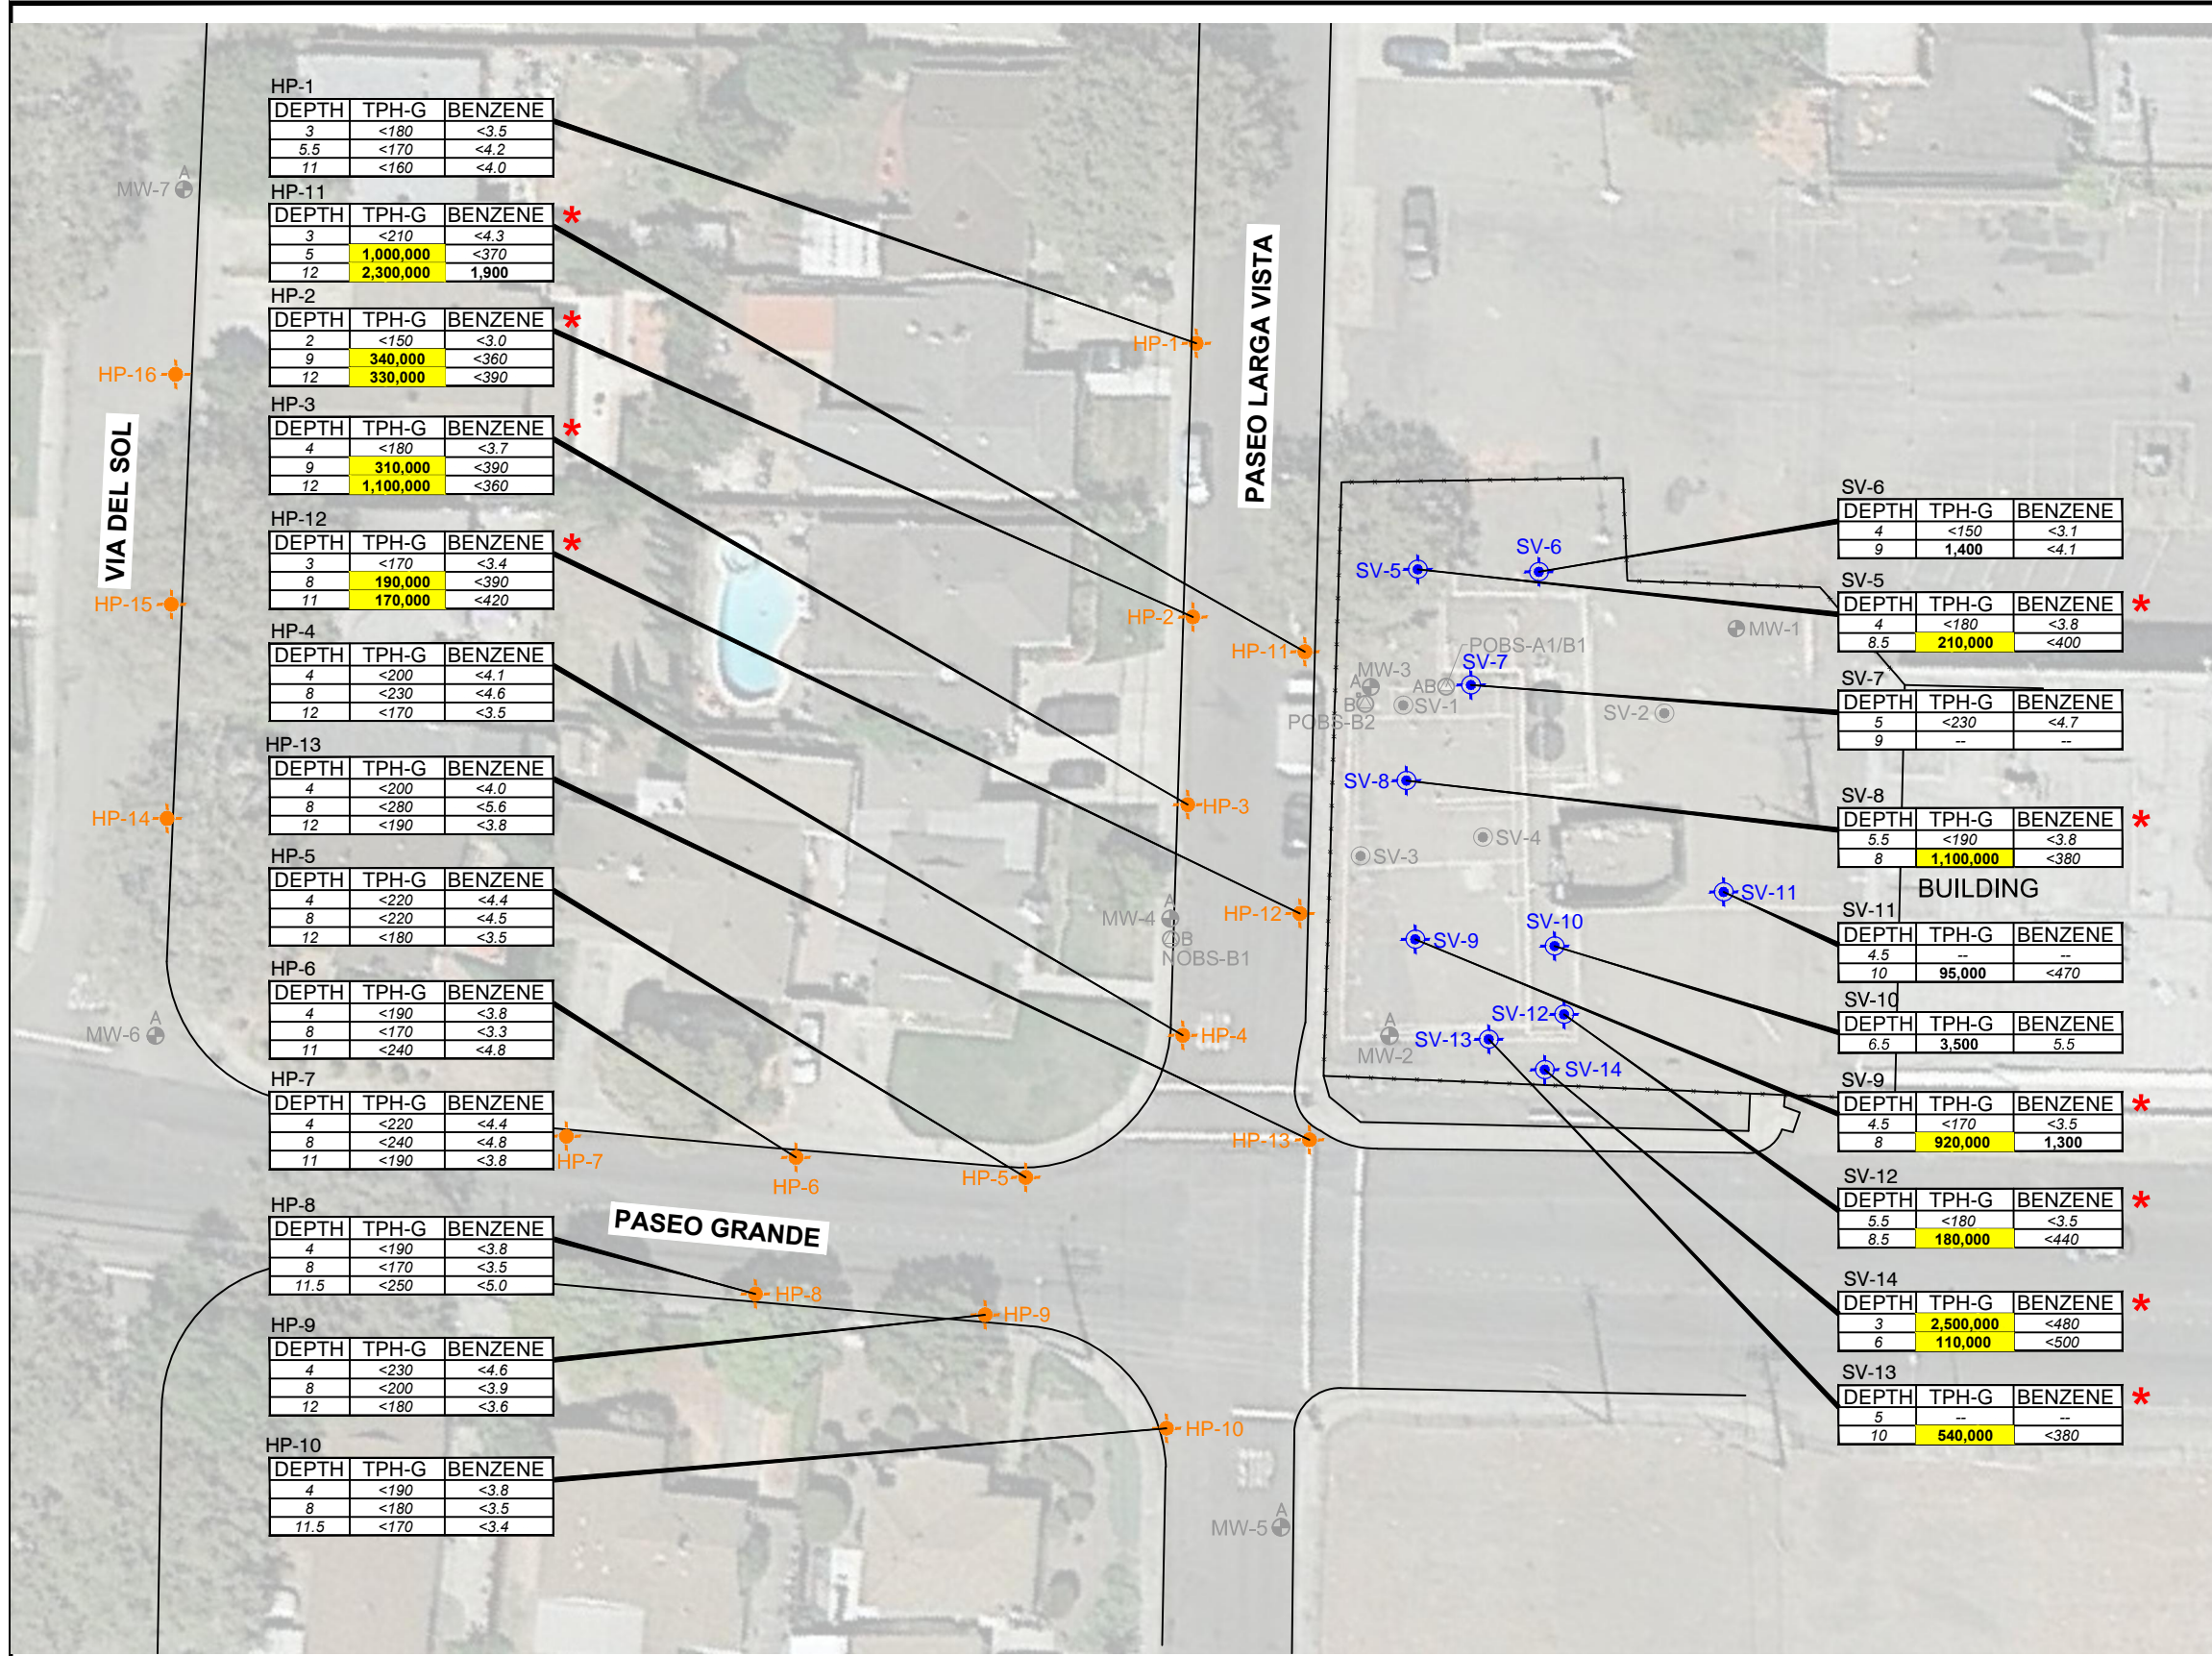 HP-1
DEPTH TPH-G BENZENE
3 <180 <3.5
5.5 <170 <4.2
11 <160 <4.0
HP-11
DEPTH TPH-G BENZENE *
3 <210 <4.3
5 1,000,000 <370
12 2,300,000 1,900
HP-2
DEPTH TPH-G BENZENE *
2 <150 <3.0
9 340,000 <360
12 330,000 <390
HP-3
DEPTH TPH-G BENZENE *
4 <180 <3.7
9 310,000 <390
12 1,100,000 <360
HP-12
DEPTH TPH-G BENZENE *
3 <170 <3.4
8 190,000 <390
11 170,000 <420
HP-4
DEPTH TPH-G BENZENE
4 <200 <4.1
8 <230 <4.6
12 <170 <3.5
HP-13
DEPTH TPH-G BENZENE
4 <200 <4.0
8 <280 <5.6
12 <190 <3.8
HP-5
DEPTH TPH-G BENZENE
4 <220 <4.4
8 <220 <4.5
12 <180 <3.5
HP-6
DEPTH TPH-G BENZENE
4 <190 <3.8
8 <170 <3.3
11 <240 <4.8
HP-7
DEPTH TPH-G BENZENE
4 <220 <4.4
8 <240 <4.8
11 <190 <3.8
HP-8
DEPTH TPH-G BENZENE
4 <190 <3.8
8 <170 <3.5
11.5 <250 <5.0
HP-9
DEPTH TPH-G BENZENE
4 <230 <4.6
8 <200 <3.9
12 <180 <3.6
HP-10
DEPTH TPH-G BENZENE
4 <190 <3.8
8 <180 <3.5
11.5 <170 <3.4
A
MW-7
HP-16
VIA DEL SOL
HP-15
HP-14
A
MW-6
HP-7
HP-6
HP-5
PASEO GRANDE
HP-8
HP-9
HP-10
A
MW-5
PASEO LARGA VISTA
HP-1
HP-2
HP-11
HP-3
HP-12
A
MW-4
B
NOBS-B1
HP-4
HP-13
SV-5
SV-6
MW-1
POBS-A1/B1
SV-7
MW-3
A
AB
B
SV-1
SV-2
POBS-B2
SV-8
SV-4
SV-3
SV-11
SV-10
SV-9
SV-12
A
SV-13
MW-2
SV-14
BUILDING
SV-6
DEPTH TPH-G BENZENE
4 <150 <3.1
9 1,400 <4.1
SV-5
DEPTH TPH-G BENZENE *
4 <180 <3.8
8.5 210,000 <400
SV-7
DEPTH TPH-G BENZENE
5 <230 <4.7
9 -- --
SV-8
DEPTH TPH-G BENZENE *
5.5 <190 <3.8
8 1,100,000 <380
SV-11
DEPTH TPH-G BENZENE
4.5 -- --
10 95,000 <470
SV-10
DEPTH TPH-G BENZENE
6.5 3,500 5.5
SV-9
DEPTH TPH-G BENZENE *
4.5 <170 <3.5
8 920,000 1,300
SV-12
DEPTH TPH-G BENZENE *
5.5 <180 <3.5
8.5 180,000 <440
SV-14
DEPTH TPH-G BENZENE *
3 2,500,000 <480
6 110,000 <500
SV-13
DEPTH TPH-G BENZENE *
5 -- --
10 540,000 <380